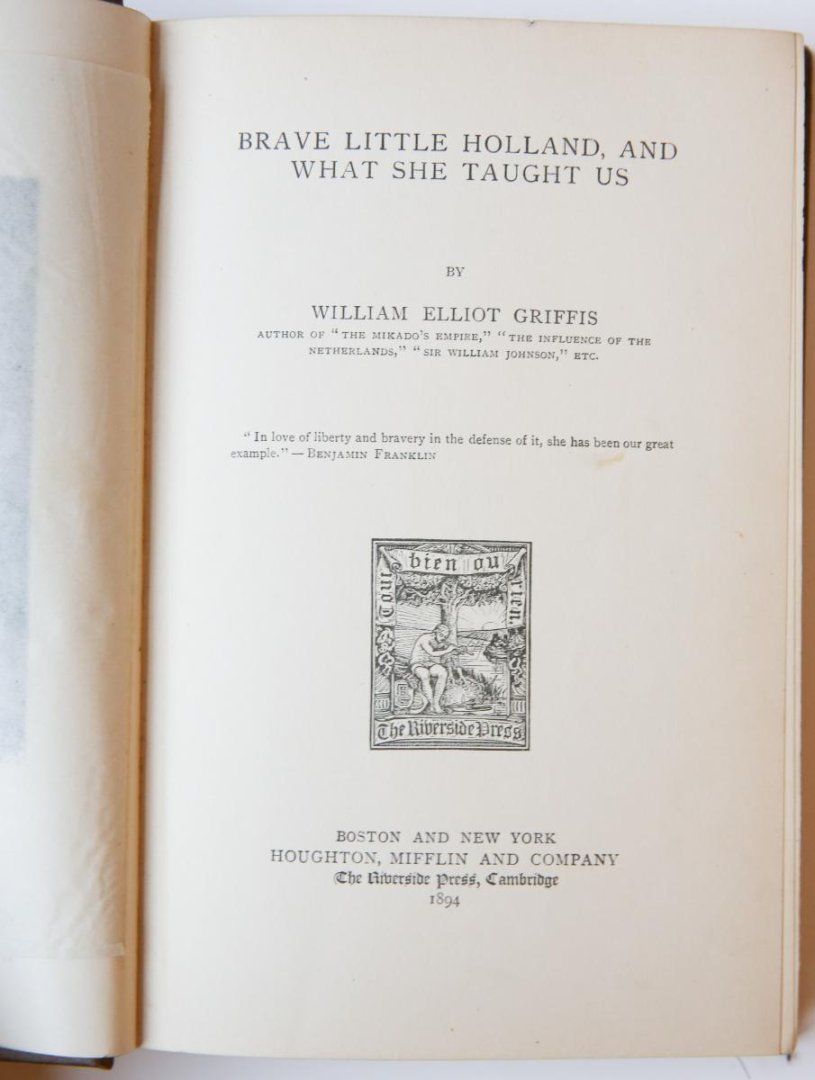 BRAVE LITTLE HOLLAND, AND
WHAT SHE TAUGHT US
BY
WILLIAM ELLIOT GRIFFIS
AUTHOR OF "THE MIKADO'S EMPIRE," "THE INFLUENCE OF THE
NETHERLANDS," "SIR WILLIAM JOHNSON," ETC.
"In love of liberty and bravery in the defense of it, she has been our great
example." — BENJAMIN FRANKLIN
Tout bien ou rien.
The Riverside Press
BOSTON AND NEW YORK
HOUGHTON, MIFFLIN AND COMPANY
The Riverside Press, Cambridge
1894